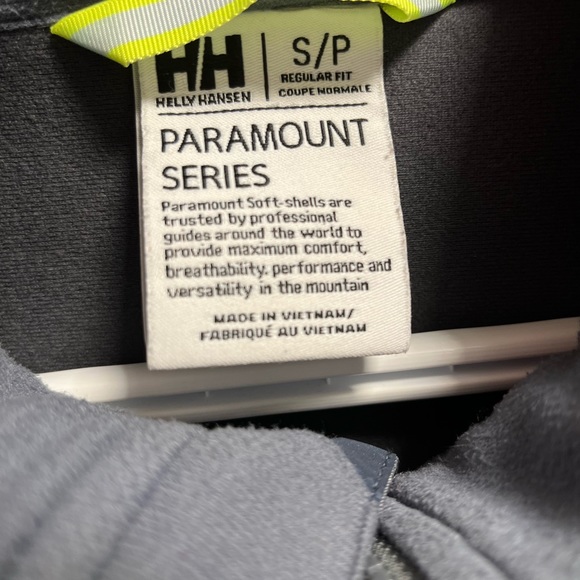 HH
S/P
REGULAR FIT
HELLY HANSEN
COUPE NORMALE
PARAMOUNT
SERIES
Paramount Soft-shells are
trusted by professional
guides around the world to
provide maximum comfort,
breathability, performance and
versatility in the mountain
MADE IN VIETNAM/
FABRIQUÉ AU VIETNAM